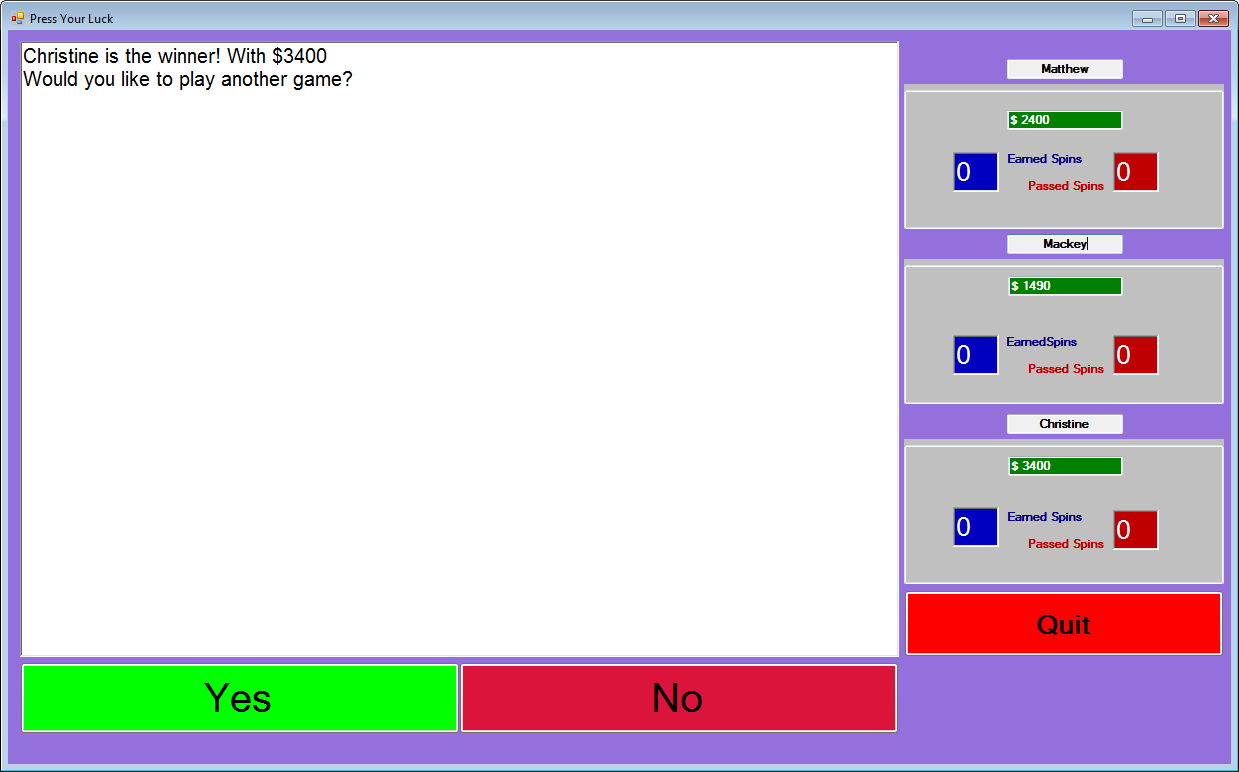 Press Your Luck
Christine is the winner! With $3400
Would you like to play another game?
Yes
No
Matthew
$ 2400
0
Earned Spins
Passed Spins
0
Mackey
$ 1490
0
EarnedSpins
Passed Spins
0
Christine
$ 3400
0
Earned Spins
Passed Spins
0
Quit